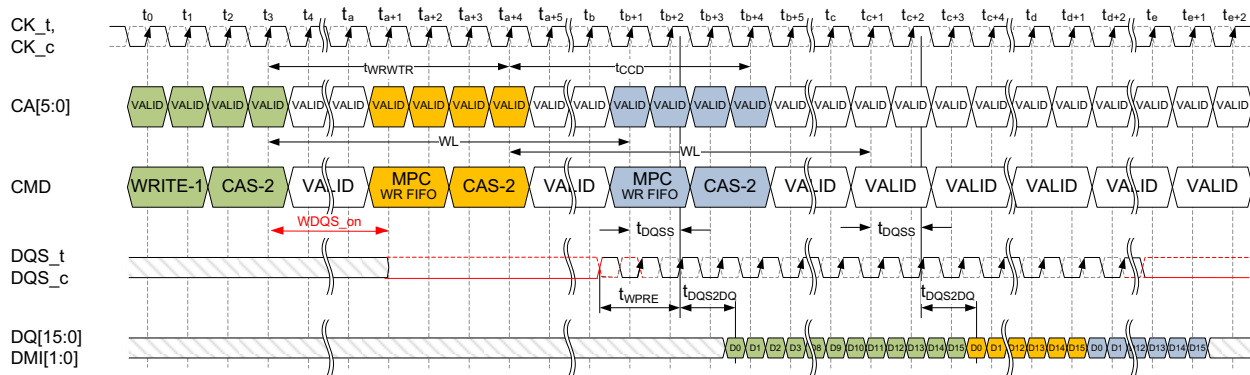 t0 t1 t2 t3 t4 ta ta+1 ta+2 ta+3 ta+4 ta+5 tb tb+1 tb+2 tb+3 tb+4 tb+5 tc tc+1 tc+2 tc+3 tc+4 td td+1 td+2 te te+1 te+2
CK_t,
CK_c
tWRWTR tCCD
CA[5:0] VALID VALID VALID VALID VALID VALID VALID VALID VALID VALID VALID VALID VALID VALID VALID VALID VALID VALID VALID VALID VALID VALID VALID VALID VALID VALID VALID VALID
WL WL
CMD WRITE-1 CAS-2 VALID MPC WR FIFO CAS-2 VALID MPC WR FIFO CAS-2 VALID VALID VALID VALID VALID VALID
WDQS_on tDQSS tDQSS
DQS_t
DQS_c
tWPRE tDQS2DQ tDQS2DQ
DQ[15:0]
DMI[1:0]
D0 D1 D2 D3 D8 D9 D10 D11 D12 D13 D14 D15 D0 D1 D12 D13 D14 D15 D0 D1 D12 D13 D14 D15